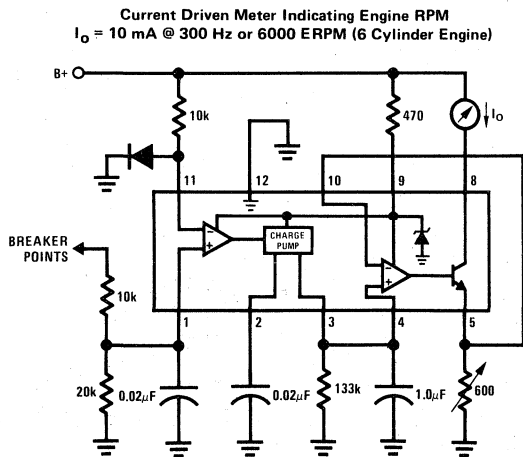 Current Driven Meter Indicating Engine RPM
I₀ = 10 mA @ 300 Hz or 6000 ERPM (6 Cylinder Engine)
B+
10k
470
I₀
11
12
10
9
8
BREAKER
POINTS
CHARGE
PUMP
10k
1
2
3
4
5
20k
0.02μF
0.02μF
133k
1.0μF
600